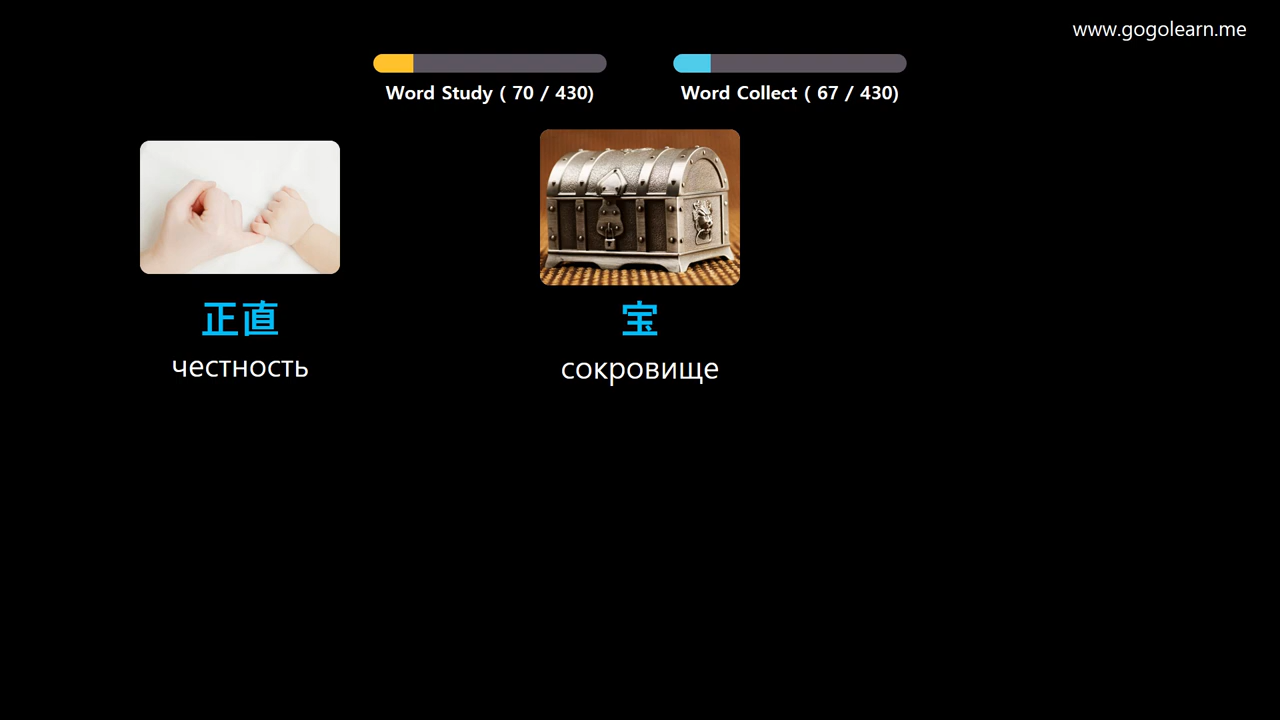 www.gogolearn.me
Word Study ( 70 / 430)
Word Collect ( 67 / 430)
正直
честность
宝
сокровище